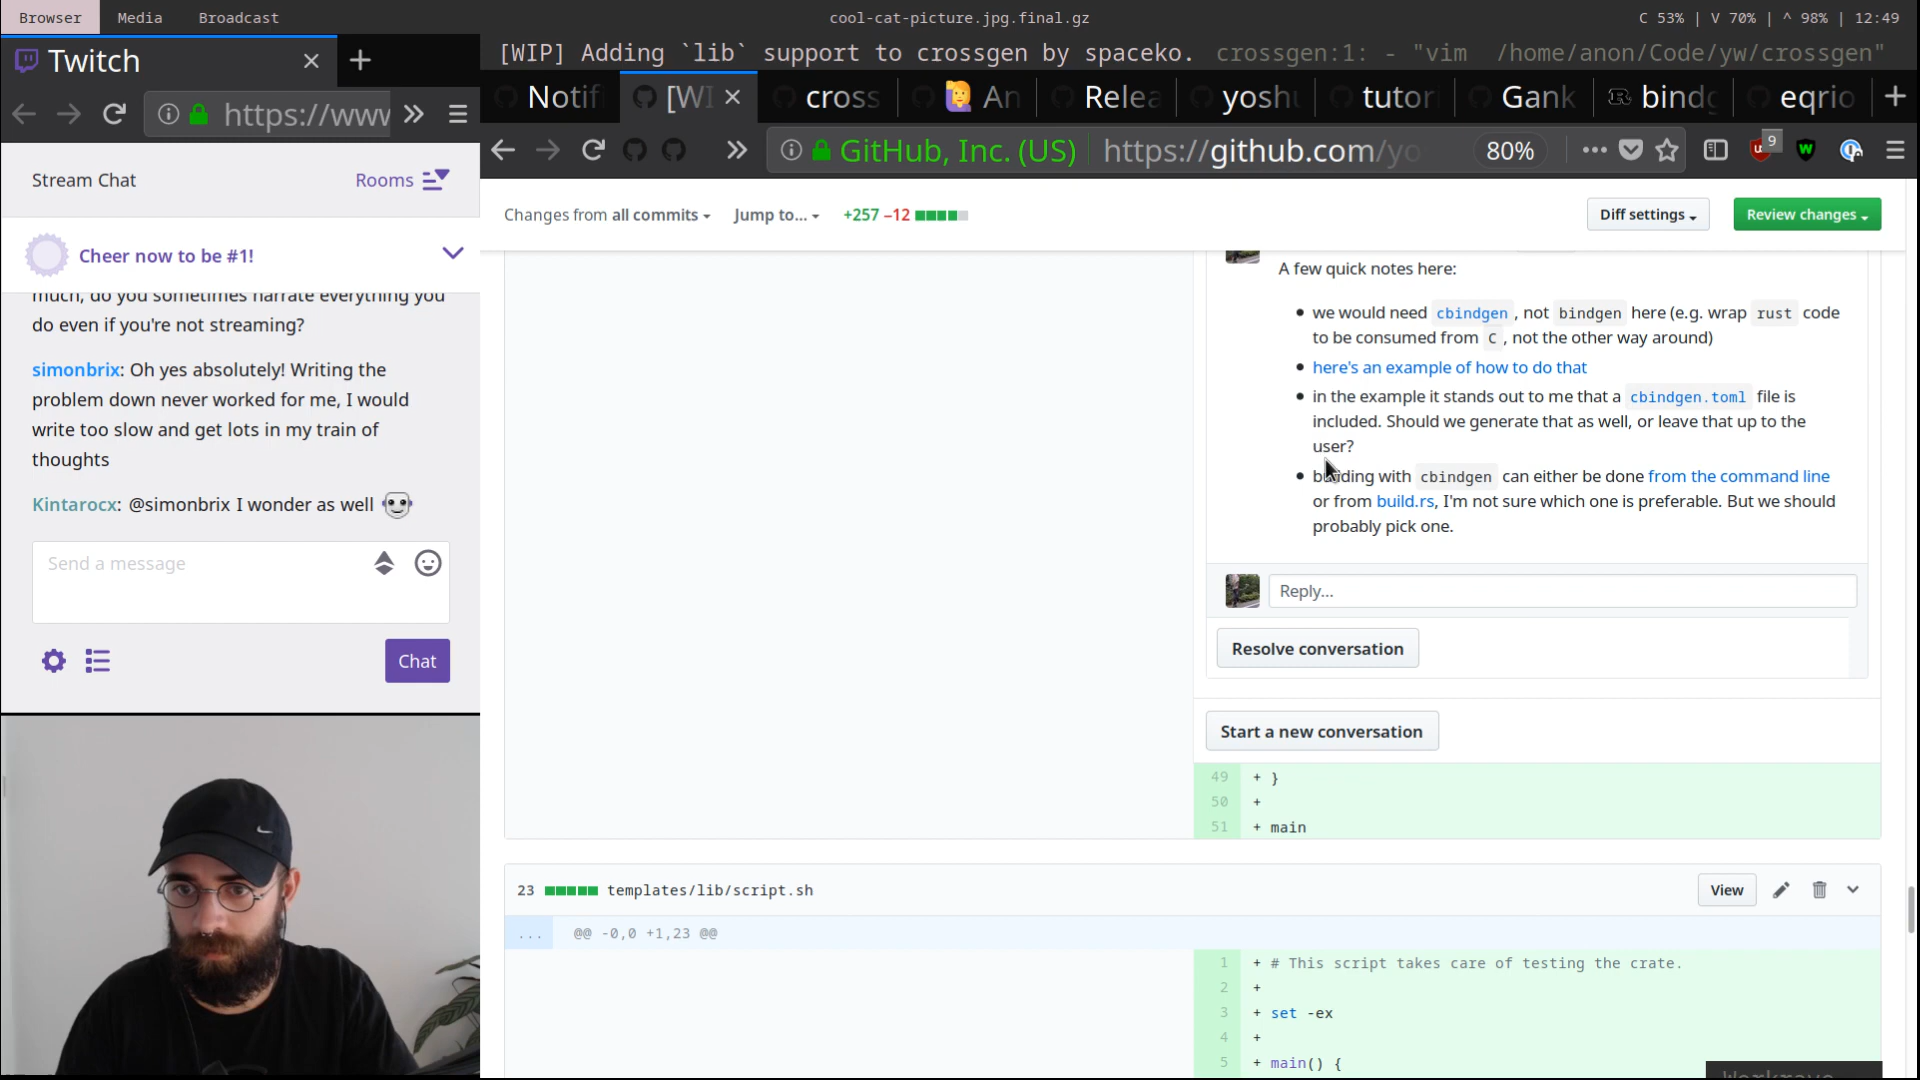 Browser Media Broadcast cool-cat-picture.jpg.final.gz C 53% | V 70% | ^ 98% | 12:49
Twitch
[WIP] Adding `lib` support to crossgen by spaceko. crossgen:1: - "vim /home/anon/Code/yw/crossgen"
Notif [WI cross An Relea yosh tutor Gank bindg eqrio
https://www
GitHub, Inc. (US) https://github.com/yo 80% 9
Stream Chat Rooms
Changes from all commits Jump to... +257 −12 Diff settings Review changes
Cheer now to be #1!
much, do you sometimes narrate everything you
do even if you're not streaming?
simonbrix: Oh yes absolutely! Writing the
problem down never worked for me, I would
write too slow and get lots in my train of
thoughts
Kintarocx: @simonbrix I wonder as well
Send a message
Chat
A few quick notes here:
we would need cbindgen, not bindgen here (e.g. wrap rust code
to be consumed from C, not the other way around)
here's an example of how to do that
in the example it stands out to me that a cbindgen.toml file is
included. Should we generate that as well, or leave that up to the
user?
building with cbindgen can either be done from the command line
or from build.rs, I'm not sure which one is preferable. But we should
probably pick one.
Reply...
Resolve conversation
Start a new conversation
49 + }
50 +
51 + main
23 templates/lib/script.sh View
... @@ -0,0 +1,23 @@
1 + # This script takes care of testing the crate.
2 +
3 + set -ex
4 +
5 + main() {